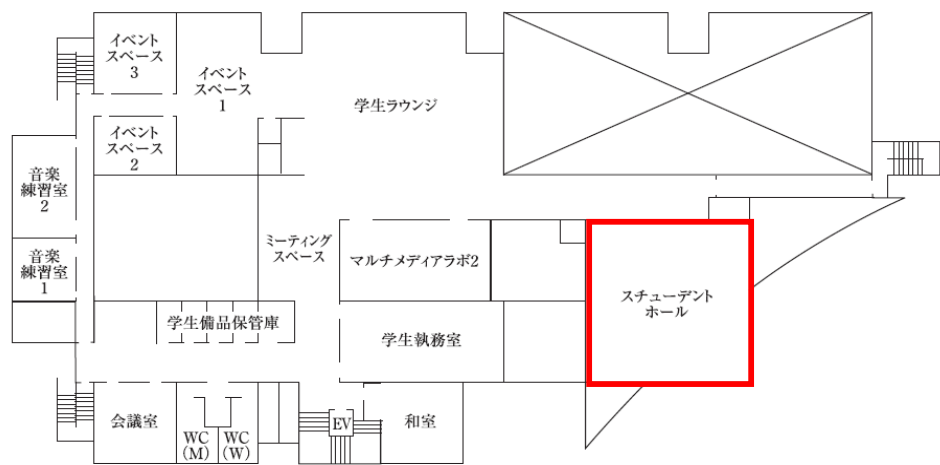 イベント
スペース
3
イベント
スペース
1
学生ラウンジ
イベント
スペース
2
音楽
練習室
2
音楽
練習室
1
ミーティング
スペース
マルチメディアラボ2
スチューデント
ホール
学生備品保管庫
学生執務室
会議室
WC
(M)
WC
(W)
EV
和室